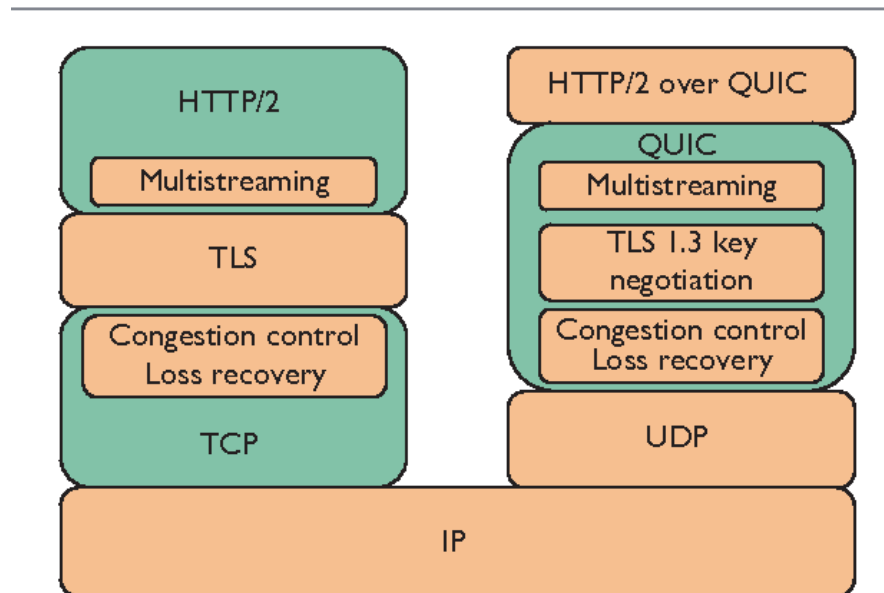 HTTP/2
Multistreaming
TLS
Congestion control
Loss recovery
TCP
HTTP/2 over QUIC
QUIC
Multistreaming
TLS 1.3 key
negotiation
Congestion control
Loss recovery
UDP
IP